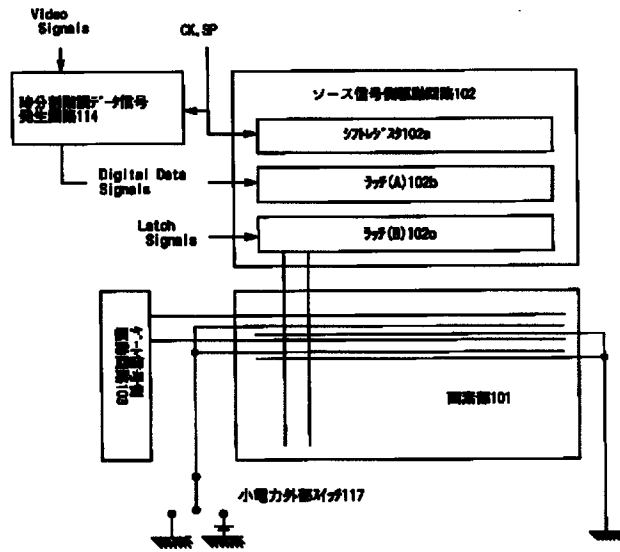 Video
Signals
CK,SP
時分割階調データ信号
発生回路114
ソース信号側駆動回路102
シフトレジスタ102a
Digital Data
Signals
ラッチ(A)102b
Latch
Signals
ラッチ(B)102c
ゲート信号側
駆動回路103
画素部101
小電力外部スイッチ117